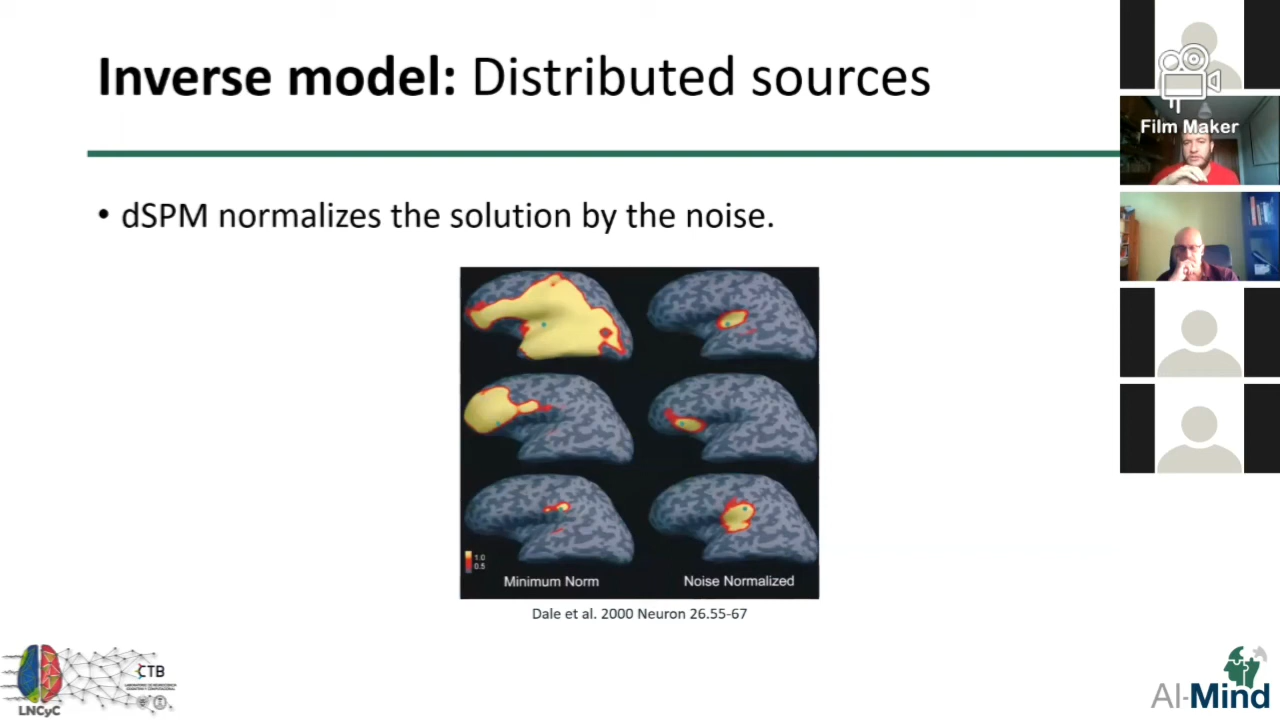 Inverse model: Distributed sources
Film Maker
• dSPM normalizes the solution by the noise.
1.0
0.5
Minimum Norm
Noise Normalized
Dale et al. 2000 Neuron 26.55-67
CTB
LNCyC
AI-Mind